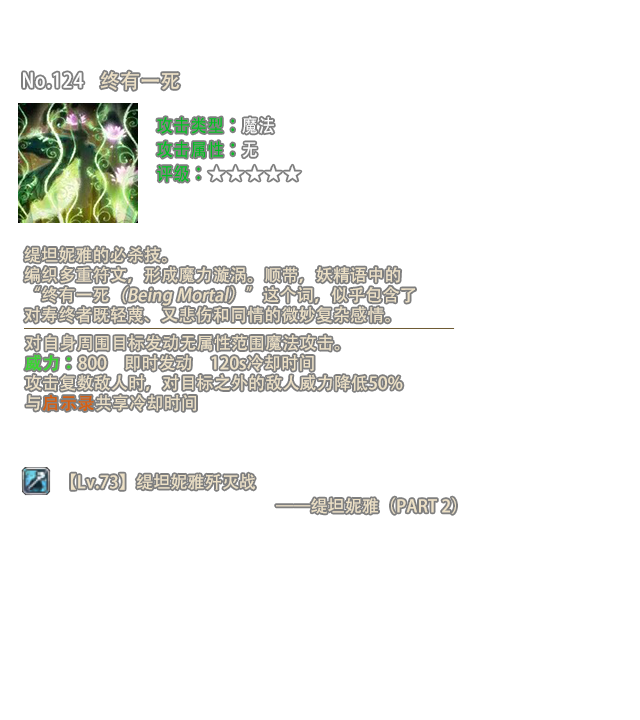 No.124 终有一死
攻击类型：魔法
攻击属性：无
评级：☆☆☆☆☆
缇坦妮雅的必杀技。
编织多重符文，形成魔力漩涡。顺带，妖精语中的
“终有一死（Being Mortal）”这个词，似乎包含了
对寿终者既轻蔑、又悲伤和同情的微妙复杂感情。
对自身周围目标发动无属性范围魔法攻击。
威力：800 即时发动 120s冷却时间
攻击复数敌人时，对目标之外的敌人威力降低50%
与启示录共享冷却时间
【Lv.73】缇坦妮雅歼灭战
——缇坦妮雅（PART 2）